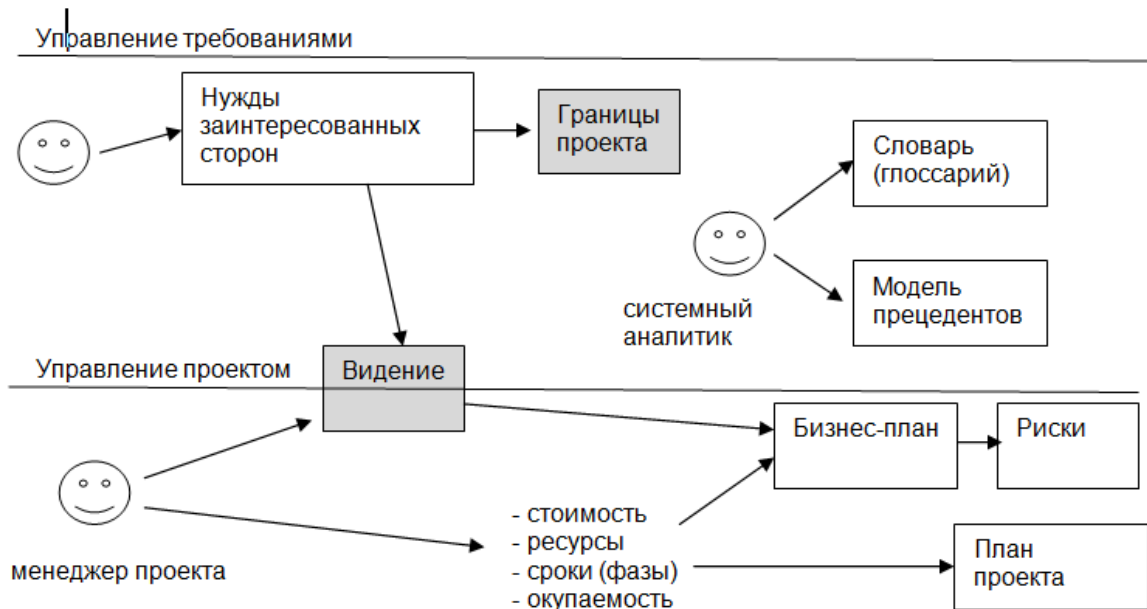 Управление требованиями
Нужды
заинтересованных
сторон
Границы
проекта
Словарь
(глоссарий)
системный
аналитик
Модель
прецедентов
Управление проектом
Видение
Бизнес-план
Риски
менеджер проекта
- стоимость
- ресурсы
- сроки (фазы)
- окупаемость
План
проекта